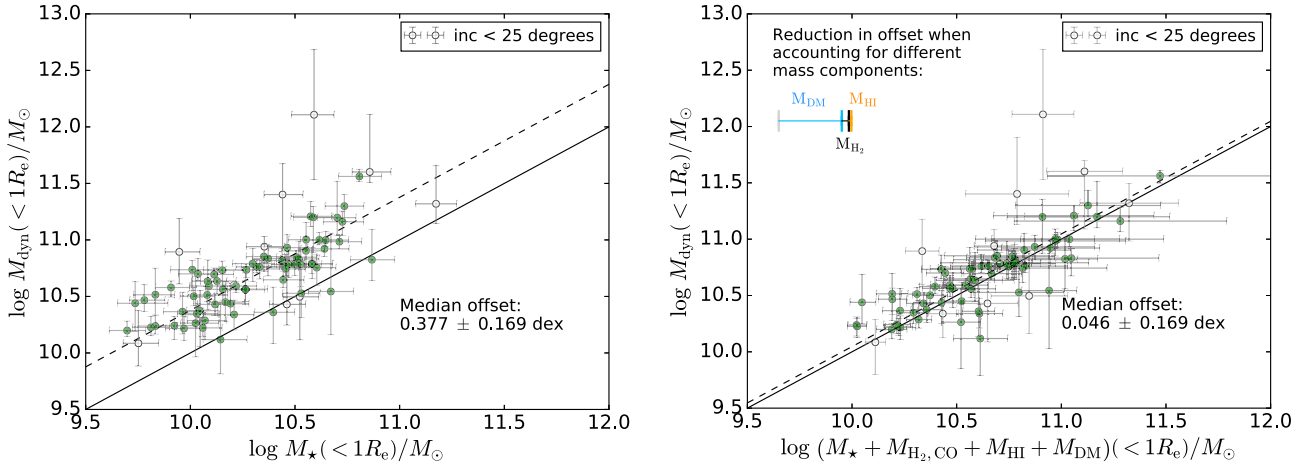 13.0
12.5
12.0
11.5
11.0
10.5
10.0
9.5
log M_dyn(< 1R_e)/M_⊙
inc < 25 degrees
Median offset:
0.377 ± 0.169 dex
9.5 10.0 10.5 11.0 11.5 12.0
log M_⋆(< 1R_e)/M_⊙
13.0
12.5
12.0
11.5
11.0
10.5
10.0
9.5
log M_dyn(< 1R_e)/M_⊙
Reduction in offset when
accounting for different
mass components:
inc < 25 degrees
M_DM M_HI
M_H₂
Median offset:
0.046 ± 0.169 dex
9.5 10.0 10.5 11.0 11.5 12.0
log (M_⋆ + M_H₂,CO + M_HI + M_DM)(< 1R_e)/M_⊙